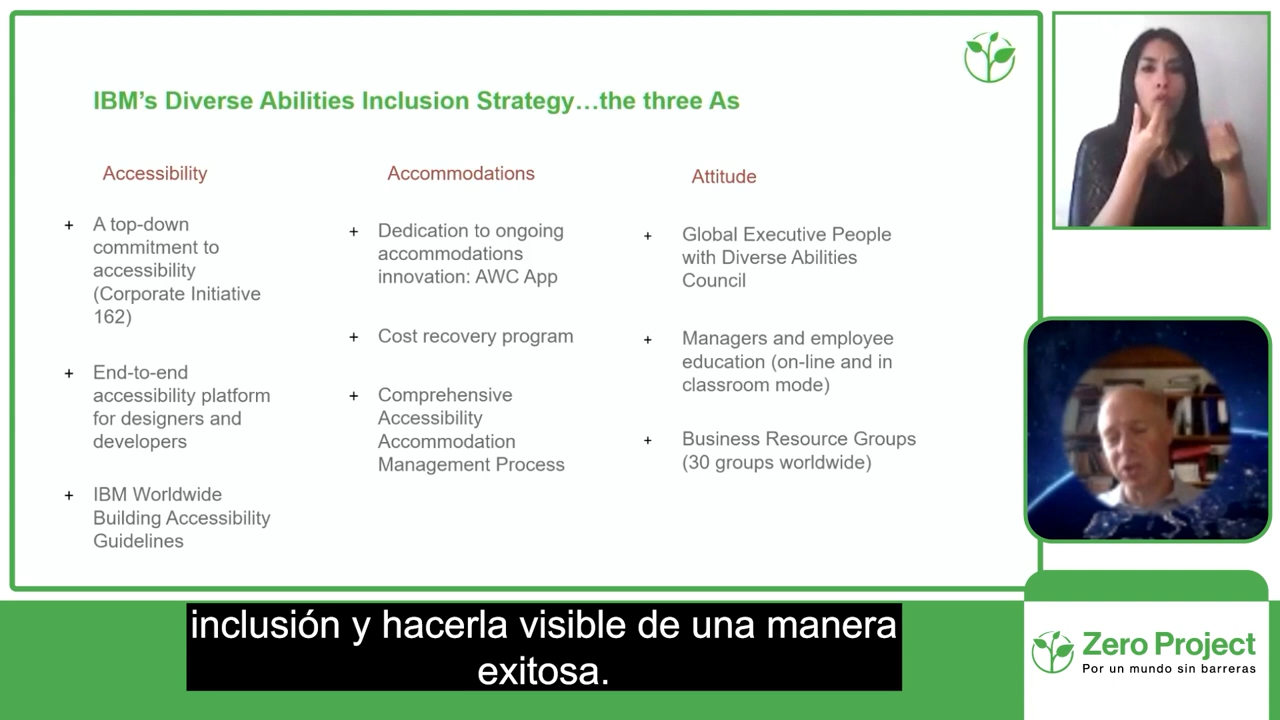 IBM's Diverse Abilities Inclusion Strategy…the three As
Accessibility
+ A top-down
commitment to
accessibility
(Corporate Initiative
162)
+ End-to-end
accessibility platform
for designers and
developers
+ IBM Worldwide
Building Accessibility
Guidelines
Accommodations
+ Dedication to ongoing
accommodations
innovation: AWC App
+ Cost recovery program
+ Comprehensive
Accessibility
Accommodation
Management Process
Attitude
+ Global Executive People
with Diverse Abilities
Council
+ Managers and employee
education (on-line and in
classroom mode)
+ Business Resource Groups
(30 groups worldwide)
inclusión y hacerla visible de una manera
exitosa.
Zero Project
Por un mundo sin barreras